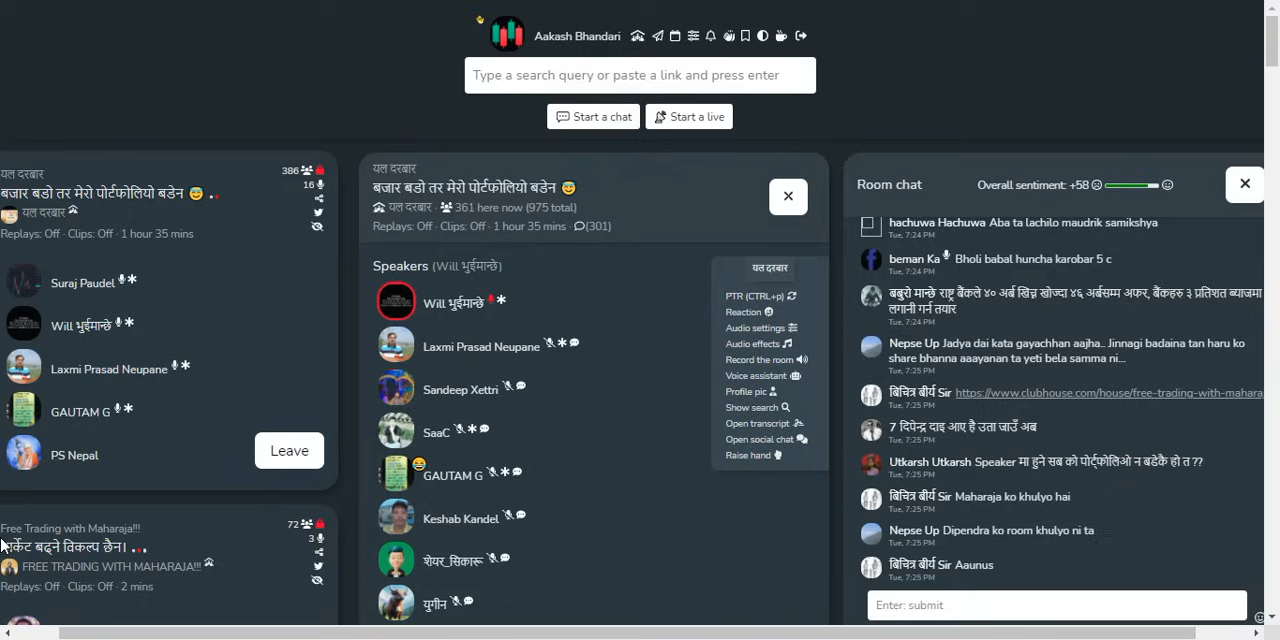 Aakash Bhandari
Type a search query or paste a link and press enter
Start a chat
Start a live
यल दरबार
386
बजार बडो तर मेरो पोर्टफोलियो बडेन
16
यल दरबार
Replays: Off · Clips: Off · 1 hour 35 mins
Suraj Paudel
Will भुईमान्छे
Laxmi Prasad Neupane
GAUTAM G
PS Nepal
Leave
Free Trading with Maharaja!!!
72
मार्केट बढ्ने विकल्प छैन।
3
FREE TRADING WITH MAHARAJA!!!
Replays: Off · Clips: Off · 2 mins
यल दरबार
बजार बडो तर मेरो पोर्टफोलियो बडेन
यल दरबार · 361 here now (975 total)
Replays: Off · Clips: Off · 1 hour 35 mins · (301)
Speakers (Will भुईमान्छे)
Will भुईमान्छे
Laxmi Prasad Neupane
Sandeep Xettri
SaaC
GAUTAM G
Keshab Kandel
शेयर_सिकारू
युगीन
यल दरबार
PTR (CTRL+p)
Reaction
Audio settings
Audio effects
Record the room
Voice assistant
Profile pic
Show search
Open transcript
Open social chat
Raise hand
Room chat
Overall sentiment: +58
hachuwa Hachuwa Aba ta lachilo maudrik samikshya
Tue, 7:24 PM
beman Ka Bholi babal huncha karobar 5 c
Tue, 7:24 PM
बबुरो मान्छे राष्ट्र बैंकले ४० अर्ब खिच्न खोज्दा ४६ अर्बसम्म अफर, बैंकहरु ३ प्रतिशत ब्याजमा
लगानी गर्न तयार
Tue, 7:24 PM
Nepse Up Jadya dai kata gayachhan aajha.. Jinnagi badaina tan haru ko
share bhanna aaayanan ta yeti bela samma ni...
Tue, 7:25 PM
बिचित्र बीर्य Sir https://www.clubhouse.com/house/free-trading-with-mahara
Tue, 7:25 PM
7 दिपेन्द्र दाइ आए है उता जाउँ अब
Tue, 7:25 PM
Utkarsh Utkarsh Speaker मा हुने सब को पोर्ट्फोलिओ न बढेकै हो त ??
Tue, 7:25 PM
बिचित्र बीर्य Sir Maharaja ko khulyo hai
Tue, 7:25 PM
Nepse Up Dipendra ko room khulyo ni ta
Tue, 7:25 PM
बिचित्र बीर्य Sir Aaunus
Tue, 7:25 PM
Enter: submit